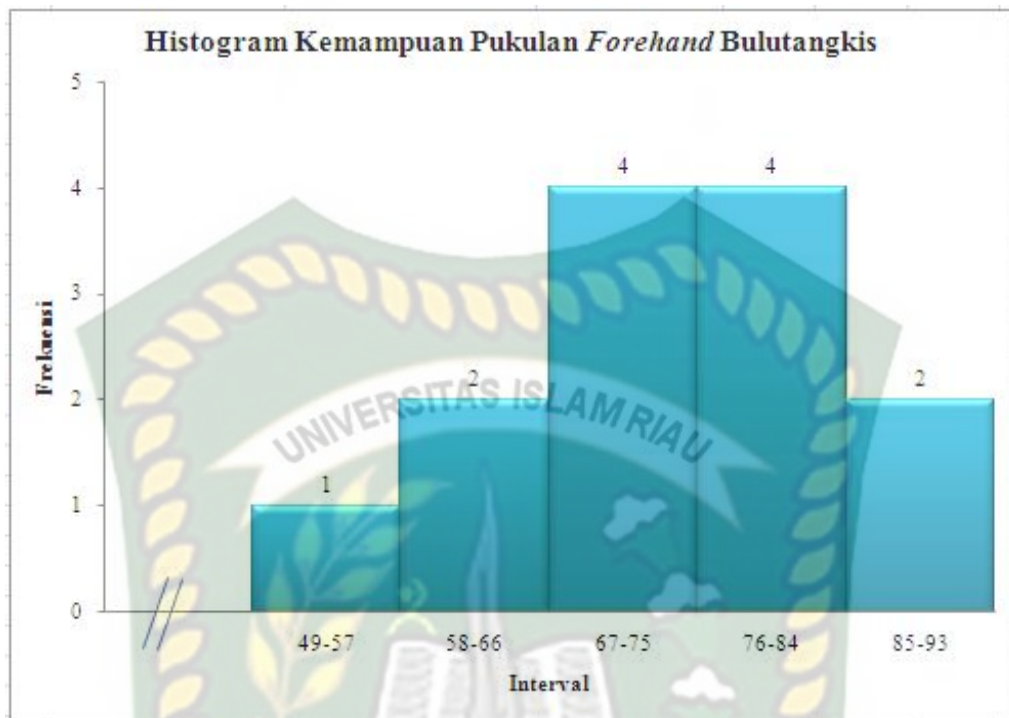 Histogram Kemampuan Pukulan Forehand Bulutangkis
5
4
3
2
1
0
Frekuensi
1
2
4
4
2
UNIVERSITAS ISLAM RIAU
49-57 58-66 67-75 76-84 85-93
Interval